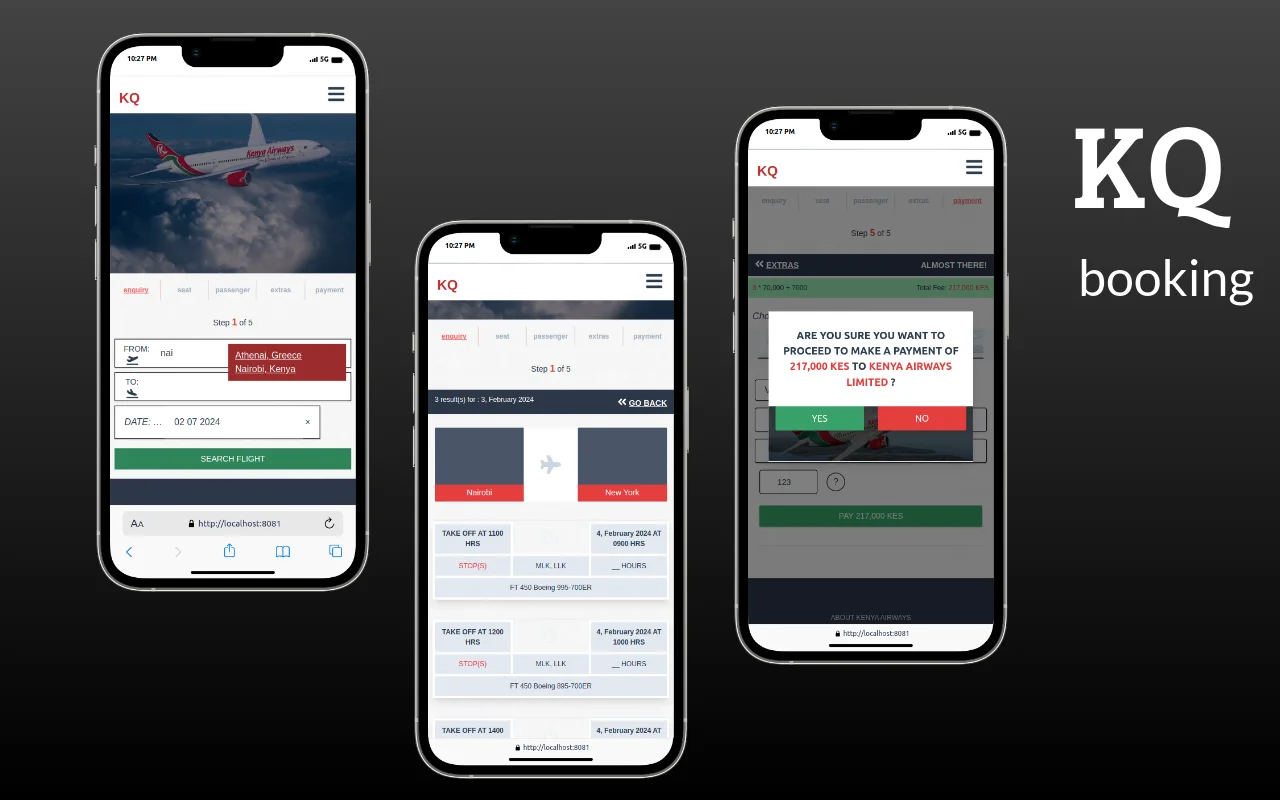 10:27 PM
5G
KQ
Kenya Airways
enquiry
seat
passenger
extras
payment
Step 1 of 5
FROM:
nai
Athenai, Greece
Nairobi, Kenya
TO:
DATE: ...
02 07 2024
×
SEARCH FLIGHT
AA
http://localhost:8081
10:27 PM
5G
KQ
enquiry
seat
passenger
extras
payment
Step 1 of 5
3 result(s) for : 3, February 2024
GO BACK
Nairobi
New York
TAKE OFF AT 1100
HRS
4, February 2024 AT
0900 HRS
STOP(S)
MLK, LLK
__ HOURS
FT 450 Boeing 995-700ER
TAKE OFF AT 1200
HRS
4, February 2024 AT
1000 HRS
STOP(S)
MLK, LLK
__ HOURS
FT 450 Boeing 895-700ER
TAKE OFF AT 1400
4, February 2024 AT
http://localhost:8081
10:27 PM
5G
KQ
enquiry
seat
passenger
extras
payment
Step 5 of 5
EXTRAS
ALMOST THERE!
3 * 70,000 + 7000
Total Fee: 217,000 KES
ARE YOU SURE YOU WANT TO
PROCEED TO MAKE A PAYMENT OF
217,000 KES TO KENYA AIRWAYS
LIMITED ?
YES
NO
123
?
PAY 217,000 KES
ABOUT KENYA AIRWAYS
http://localhost:8081
KQ
booking